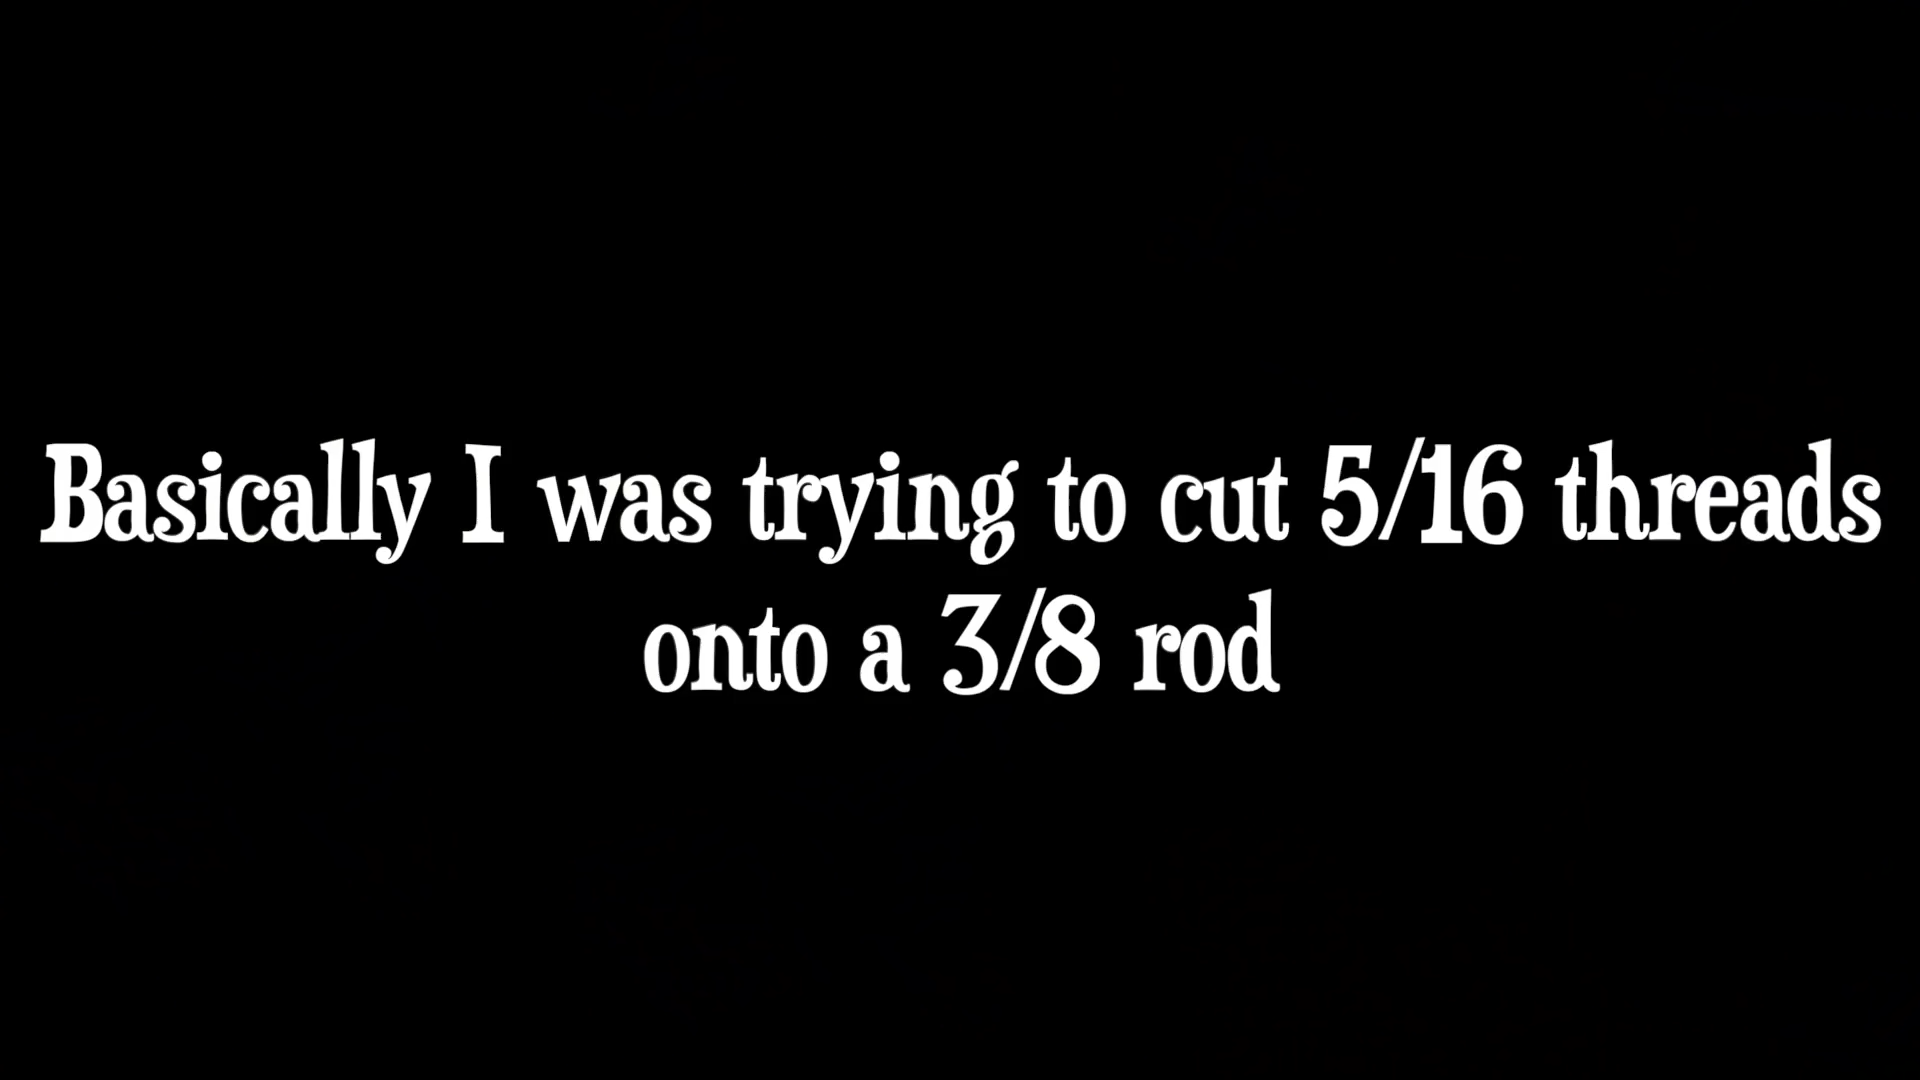 Basically I was trying to cut 5/16 threads
onto a 3/8 rod